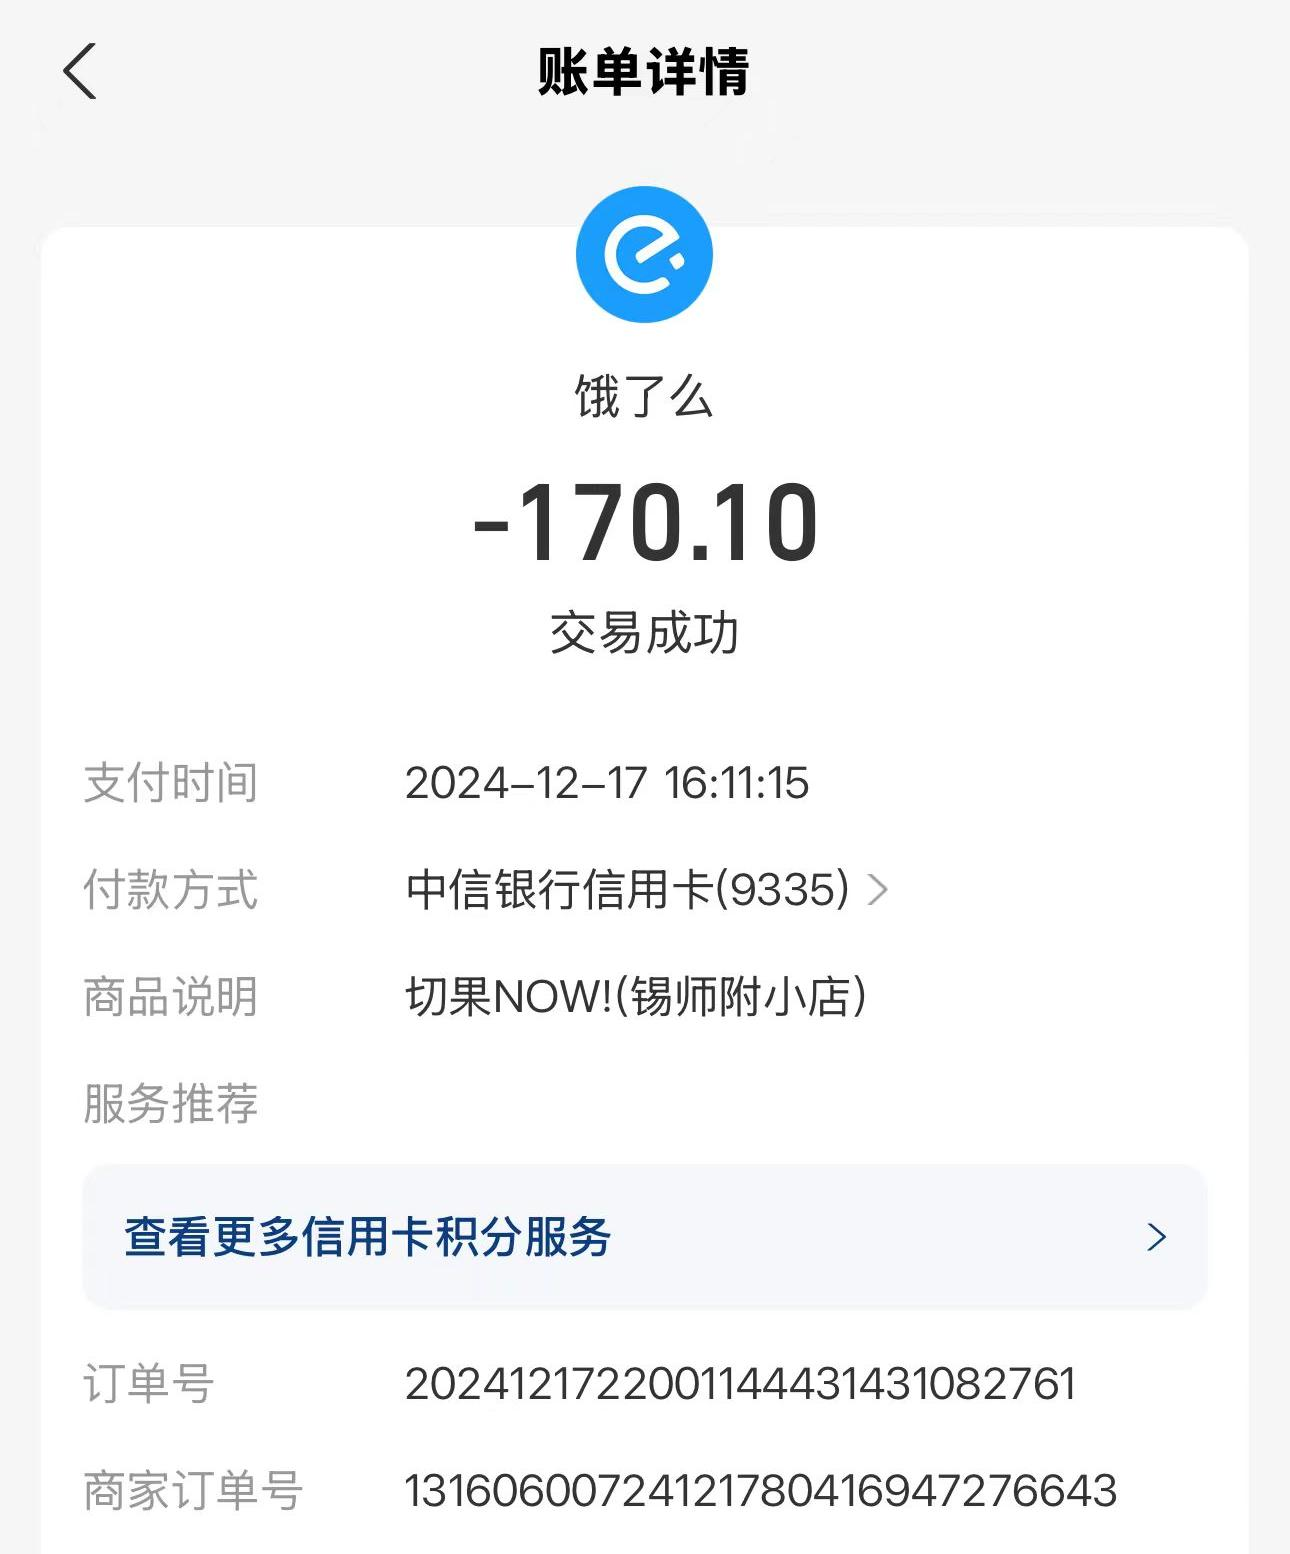 账单详情
饿了么
-170.10
交易成功
支付时间 2024-12-17 16:11:15
付款方式 中信银行信用卡(9335)
商品说明 切果NOW!(锡师附小店)
服务推荐
查看更多信用卡积分服务
订单号 2024121722001144431431082761
商家订单号 13160600724121780416947276643